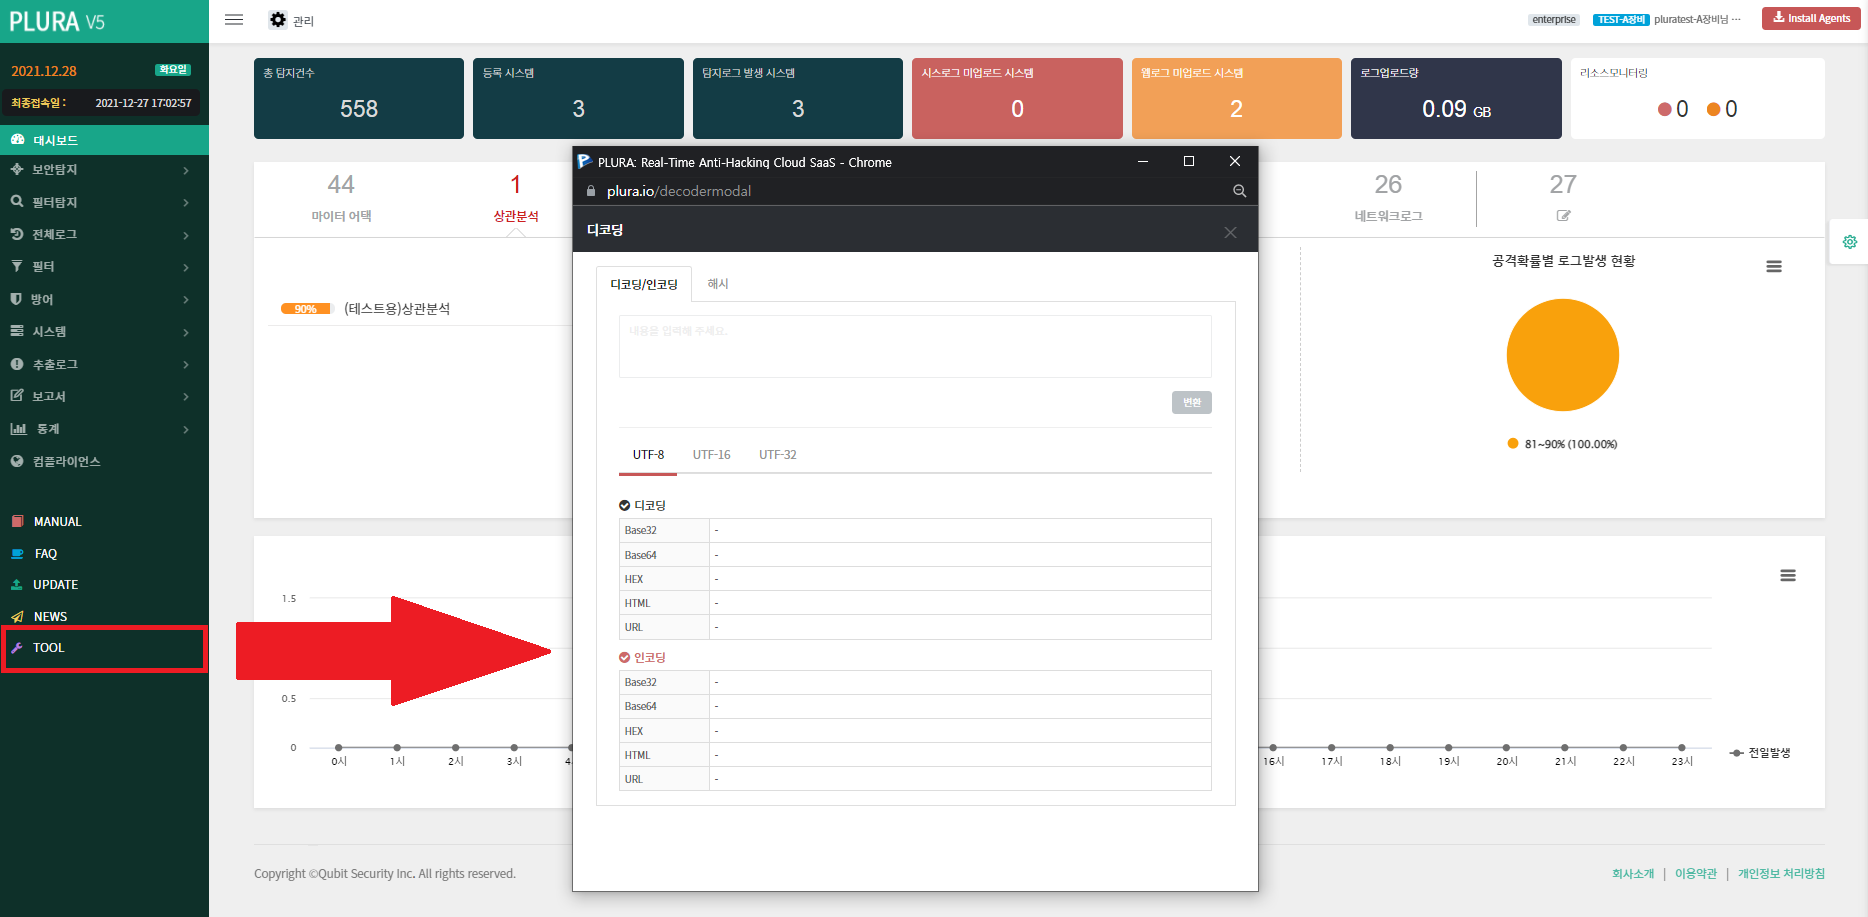 PLURA V5
관리
enterprise
TEST-A장비
pluratest-A장비님 ···
Install Agents
2021.12.28
화요일
최종접속일 :
2021-12-27 17:02:57
대시보드
보안탐지
필터탐지
전체로그
필터
방어
시스템
추출로그
보고서
통계
컴플라이언스
MANUAL
FAQ
UPDATE
NEWS
TOOL
총 탐지건수
558
등록 시스템
3
탐지로그 발생 시스템
3
시스로그 미업로드 시스템
0
웹로그 미업로드 시스템
2
로그업로드량
0.09 GB
리소스모니터링
0
0
44
마이터 어택
1
상관분석
26
네트워크로그
27
90%
(테스트용)상관분석
공격확률별 로그발생 현황
81~90% (100.00%)
PLURA: Real-Time Anti-Hacking Cloud SaaS - Chrome
plura.io/decodermodal
디코딩
디코딩/인코딩
해시
내용을 입력해 주세요.
변환
UTF-8
UTF-16
UTF-32
디코딩
Base32 -
Base64 -
HEX -
HTML -
URL -
인코딩
Base32 -
Base64 -
HEX -
HTML -
URL -
1.5
0.5
0
0시
1시
2시
3시
4
16시
17시
18시
19시
20시
21시
22시
23시
전일발생
Copyright ©Qubit Security Inc. All rights reserved.
회사소개 | 이용약관 | 개인정보 처리방침